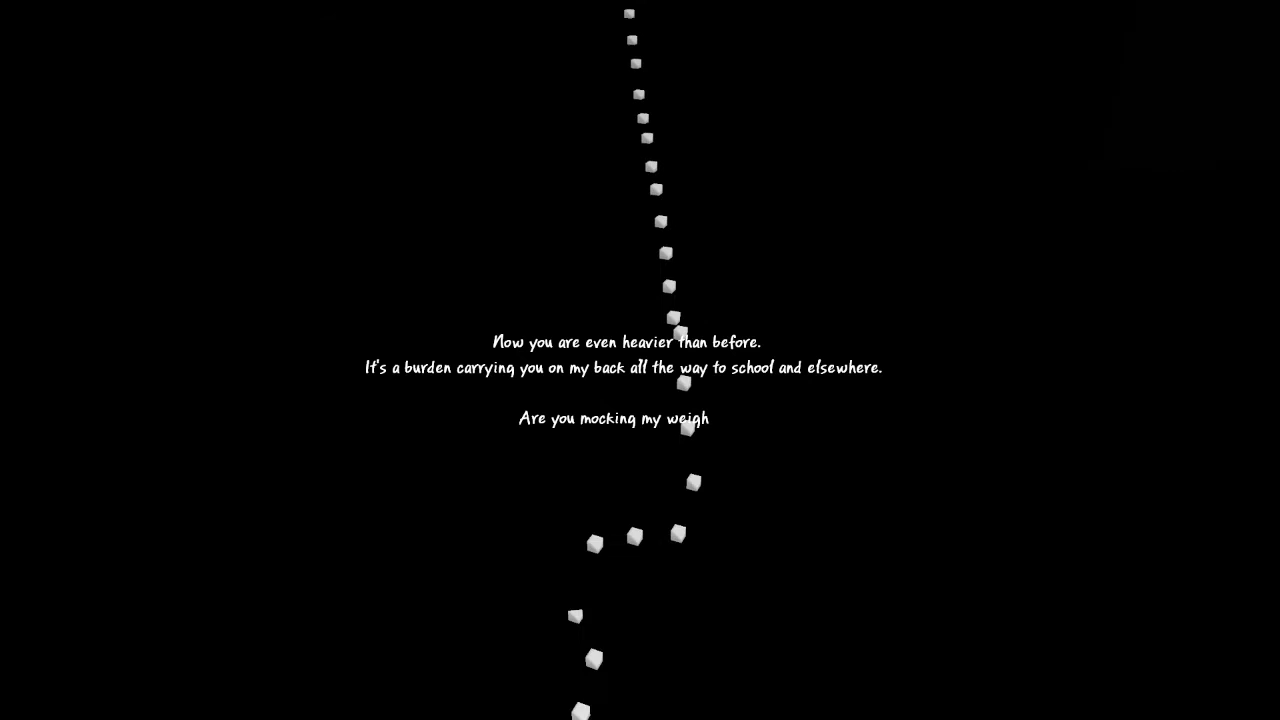 Now you are even heavier than before.
It's a burden carrying you on my back all the way to school and elsewhere.
Are you mocking my weigh